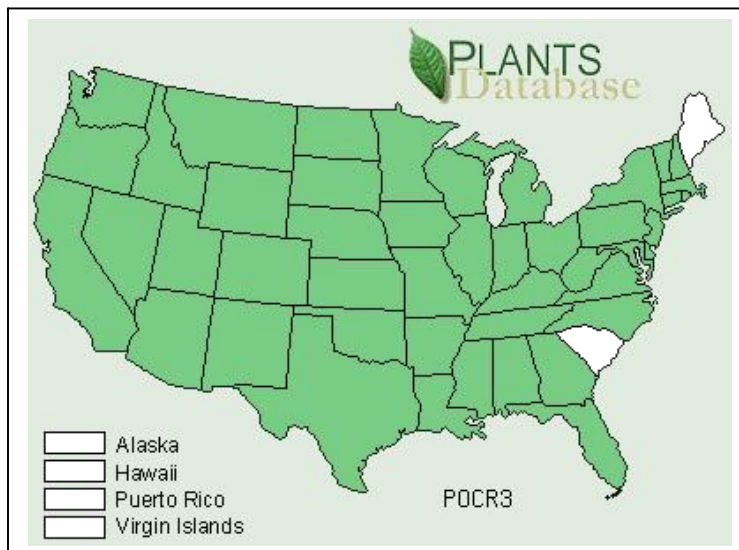 PLANTS
Database
Alaska
Hawaii
Puerto Rico
Virgin Islands
POCR3